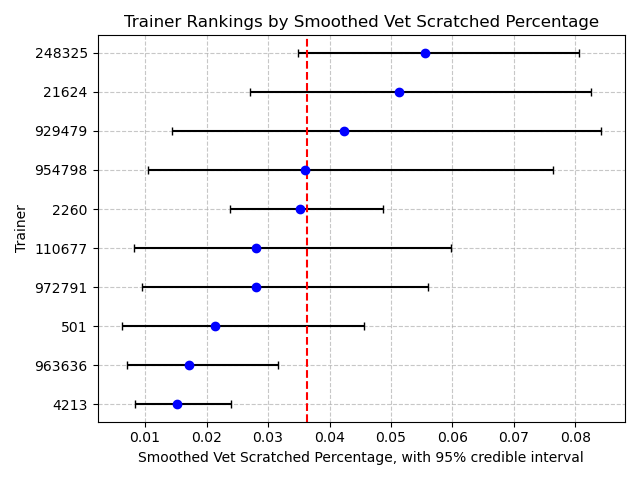 Trainer Rankings by Smoothed Vet Scratched Percentage
248325
21624
929479
954798
2260
110677
972791
501
963636
4213
Trainer
0.01 0.02 0.03 0.04 0.05 0.06 0.07 0.08
Smoothed Vet Scratched Percentage, with 95% credible interval